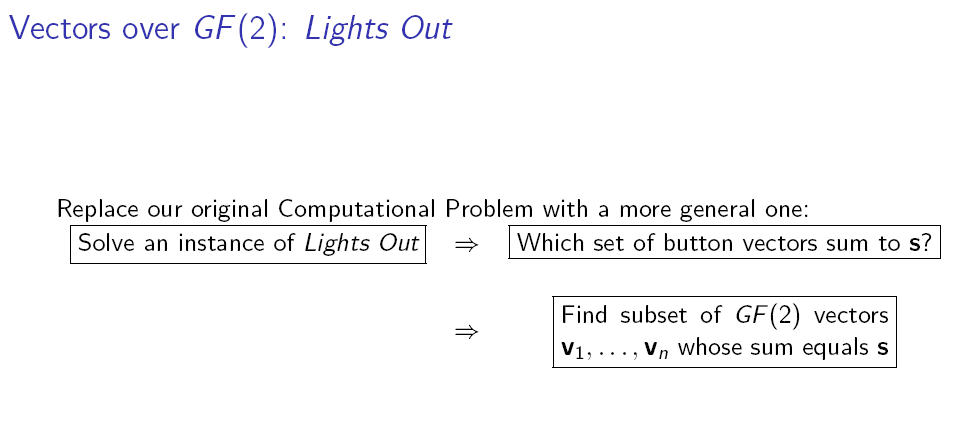 Vectors over GF(2): Lights Out
Replace our original Computational Problem with a more general one:
Solve an instance of Lights Out ⇒ Which set of button vectors sum to s?
⇒ Find subset of GF(2) vectors
v₁, . . . , vₙ whose sum equals s